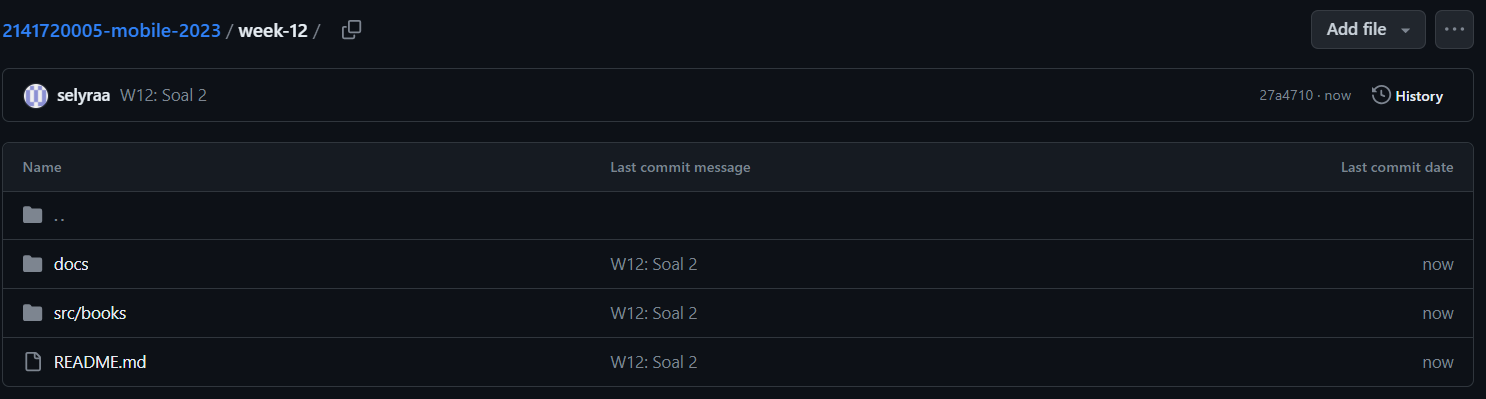 2141720005-mobile-2023 / week-12 /
Add file
selyraa W12: Soal 2
27a4710 · now
History
Name Last commit message Last commit date
..
docs W12: Soal 2 now
src/books W12: Soal 2 now
README.md W12: Soal 2 now